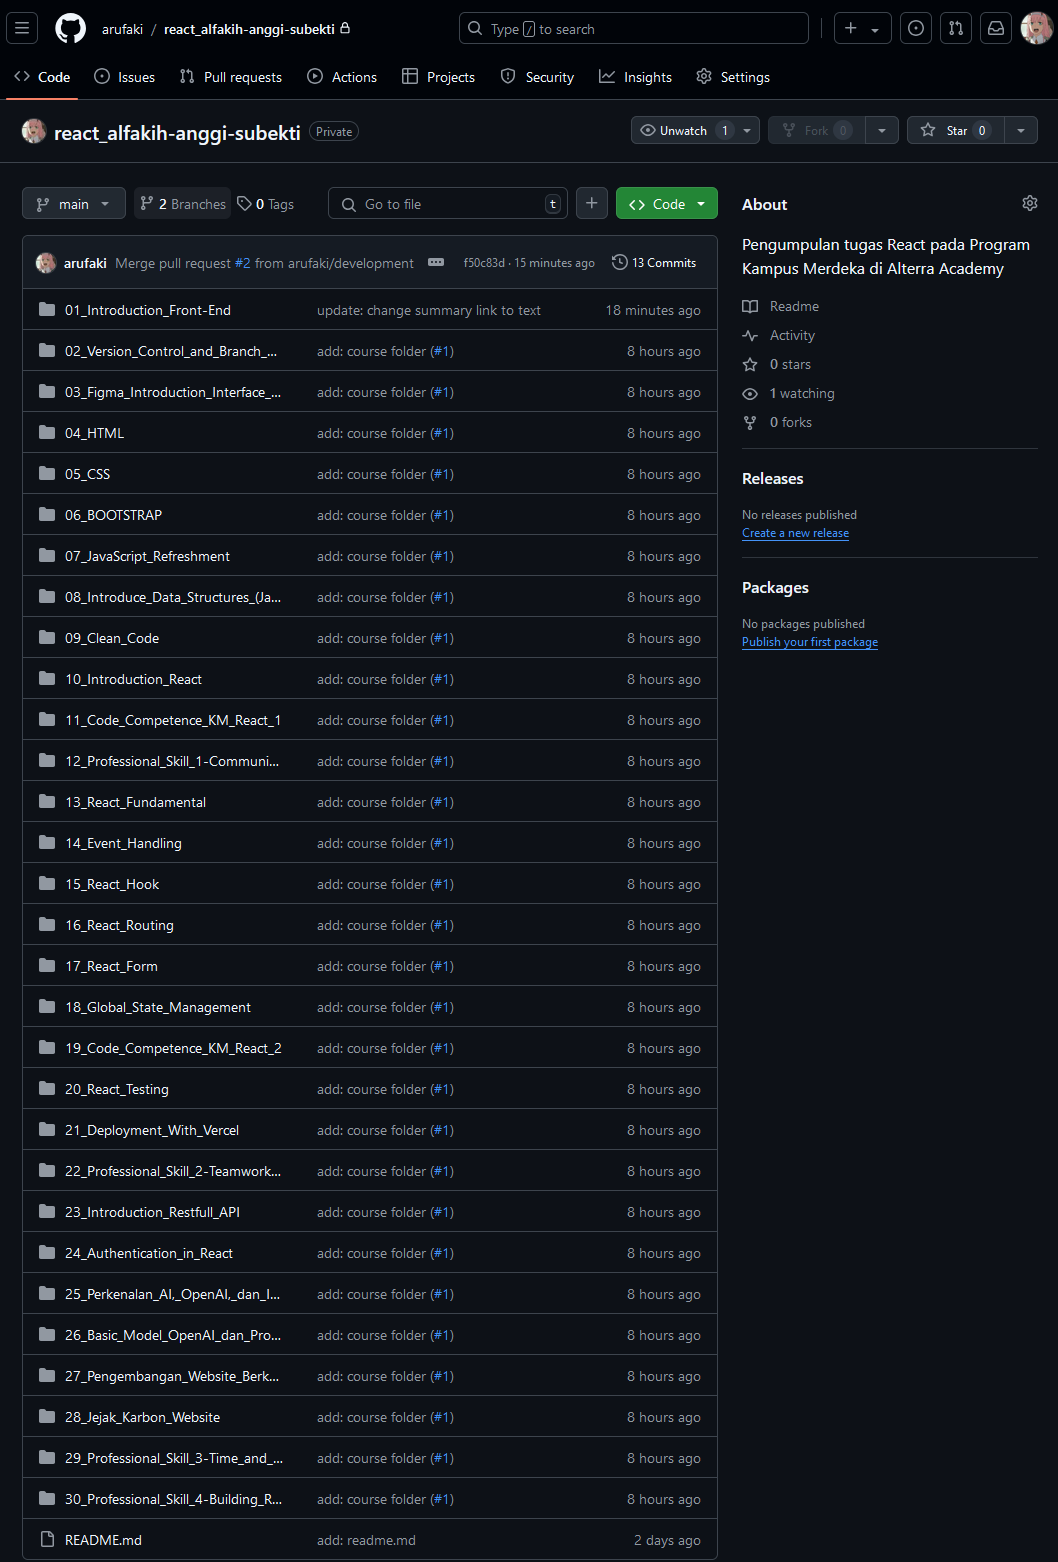 arufaki / react_alfakih-anggi-subekti
Type / to search
Code Issues Pull requests Actions Projects Security Insights Settings
react_alfakih-anggi-subekti Private
Unwatch 1 Fork 0 Star 0
main 2 Branches 0 Tags Go to file t Code
arufaki Merge pull request #2 from arufaki/development f50c83d · 15 minutes ago 13 Commits
01_Introduction_Front-End update: change summary link to text 18 minutes ago
02_Version_Control_and_Branch_... add: course folder (#1) 8 hours ago
03_Figma_Introduction_Interface_... add: course folder (#1) 8 hours ago
04_HTML add: course folder (#1) 8 hours ago
05_CSS add: course folder (#1) 8 hours ago
06_BOOTSTRAP add: course folder (#1) 8 hours ago
07_JavaScript_Refreshment add: course folder (#1) 8 hours ago
08_Introduce_Data_Structures_(Ja... add: course folder (#1) 8 hours ago
09_Clean_Code add: course folder (#1) 8 hours ago
10_Introduction_React add: course folder (#1) 8 hours ago
11_Code_Competence_KM_React_1 add: course folder (#1) 8 hours ago
12_Professional_Skill_1-Communi... add: course folder (#1) 8 hours ago
13_React_Fundamental add: course folder (#1) 8 hours ago
14_Event_Handling add: course folder (#1) 8 hours ago
15_React_Hook add: course folder (#1) 8 hours ago
16_React_Routing add: course folder (#1) 8 hours ago
17_React_Form add: course folder (#1) 8 hours ago
18_Global_State_Management add: course folder (#1) 8 hours ago
19_Code_Competence_KM_React_2 add: course folder (#1) 8 hours ago
20_React_Testing add: course folder (#1) 8 hours ago
21_Deployment_With_Vercel add: course folder (#1) 8 hours ago
22_Professional_Skill_2-Teamwork... add: course folder (#1) 8 hours ago
23_Introduction_Restfull_API add: course folder (#1) 8 hours ago
24_Authentication_in_React add: course folder (#1) 8 hours ago
25_Perkenalan_AI,_OpenAI,_dan_I... add: course folder (#1) 8 hours ago
26_Basic_Model_OpenAI_dan_Pro... add: course folder (#1) 8 hours ago
27_Pengembangan_Website_Berk... add: course folder (#1) 8 hours ago
28_Jejak_Karbon_Website add: course folder (#1) 8 hours ago
29_Professional_Skill_3-Time_and_... add: course folder (#1) 8 hours ago
30_Professional_Skill_4-Building_R... add: course folder (#1) 8 hours ago
README.md add: readme.md 2 days ago
About
Pengumpulan tugas React pada Program
Kampus Merdeka di Alterra Academy
Readme
Activity
0 stars
1 watching
0 forks
Releases
No releases published
Create a new release
Packages
No packages published
Publish your first package